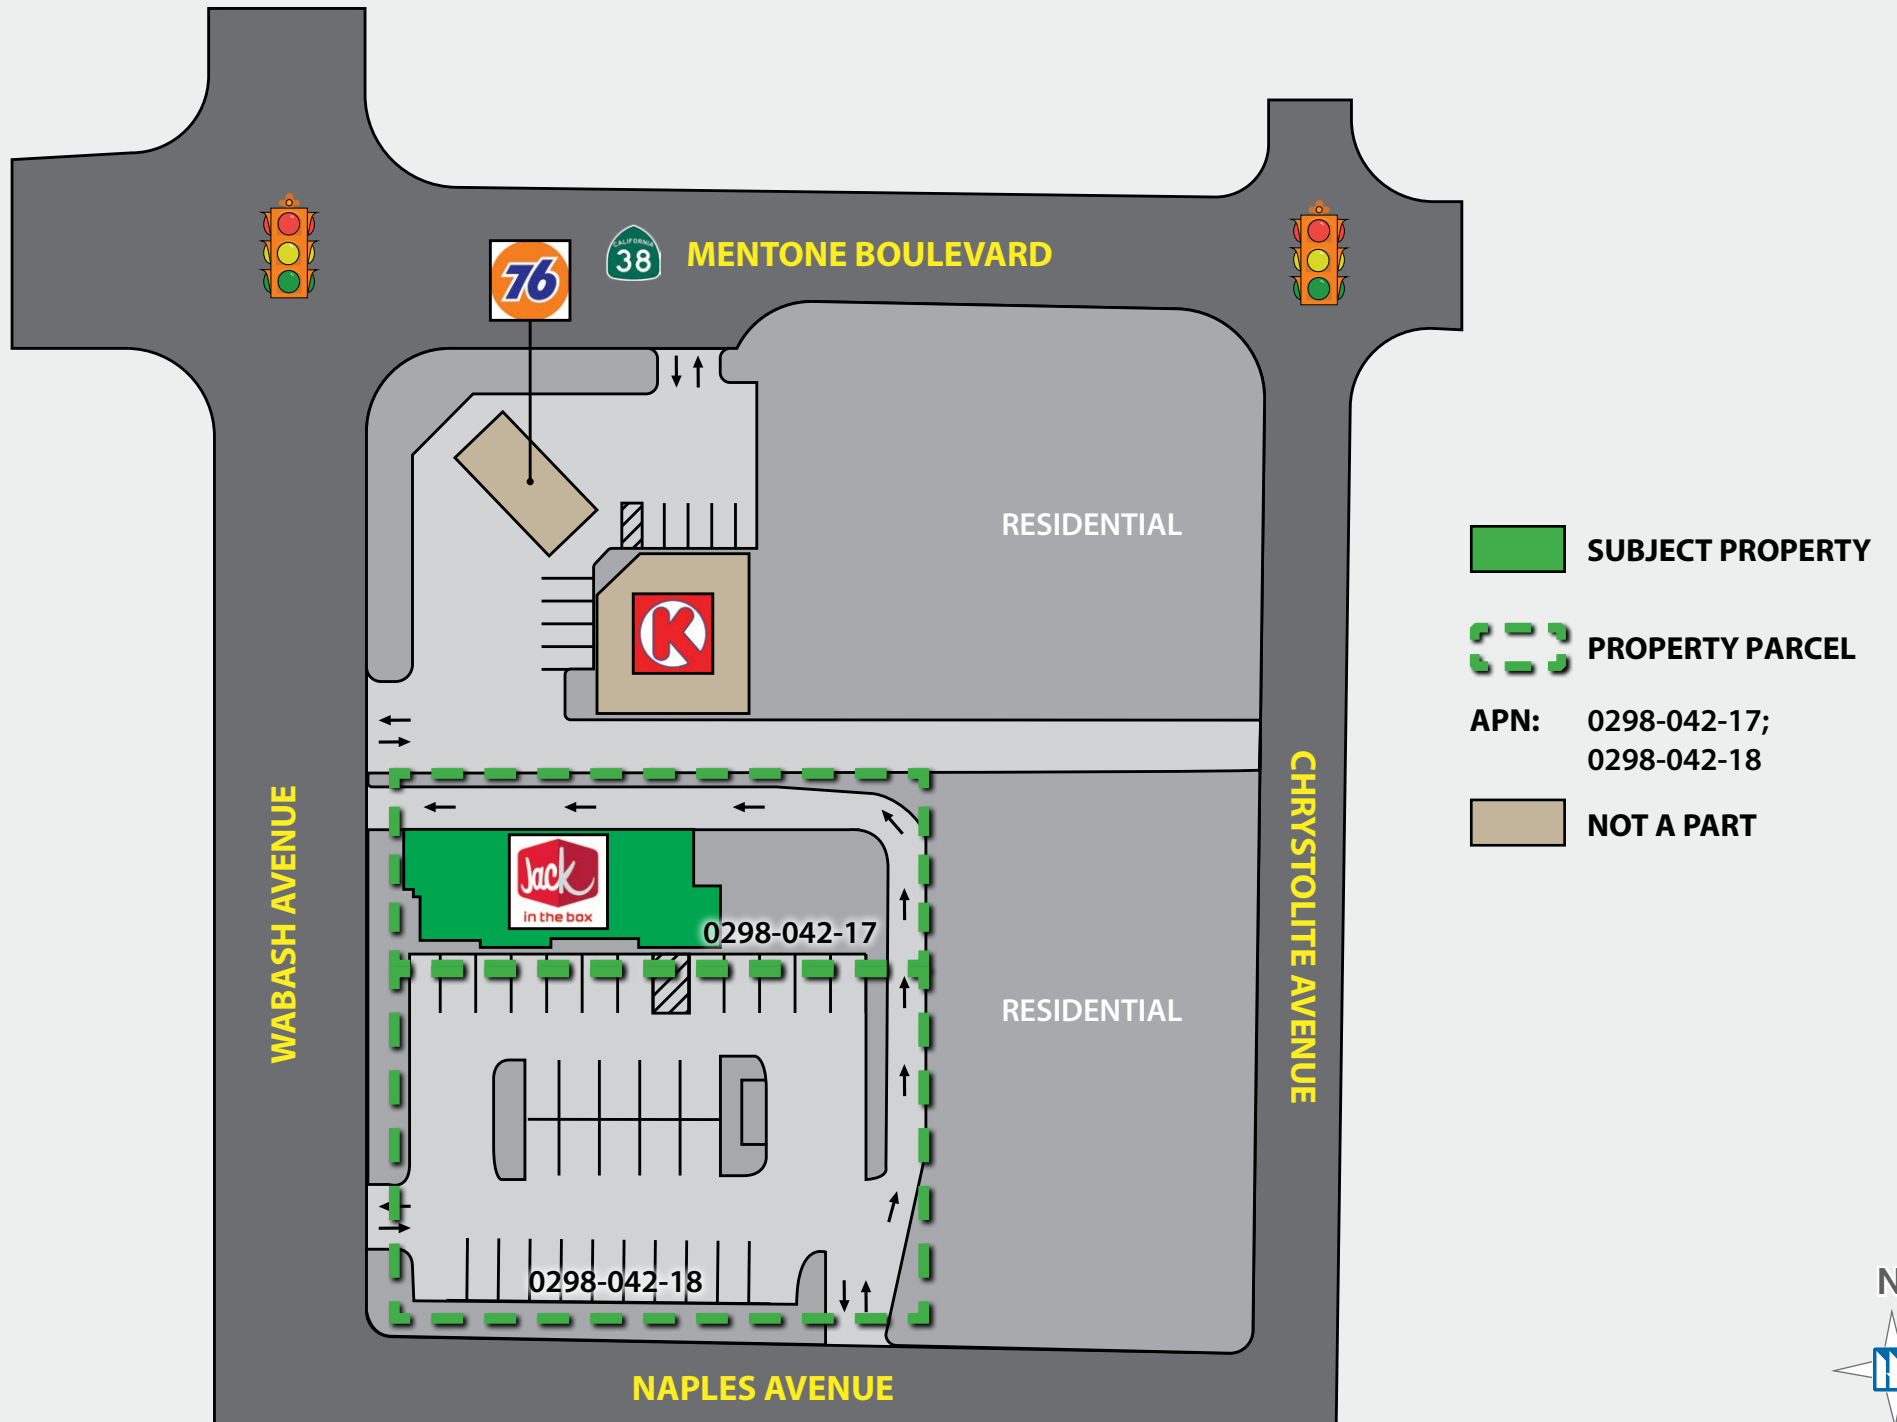 CALIFORNIA
38
MENTONE BOULEVARD
76
RESIDENTIAL
SUBJECT PROPERTY
K
PROPERTY PARCEL
APN: 0298-042-17;
0298-042-18
NOT A PART
WABASH AVENUE
CHRYSTOLITE AVENUE
Jack
in the box
0298-042-17
RESIDENTIAL
0298-042-18
N
NAPLES AVENUE